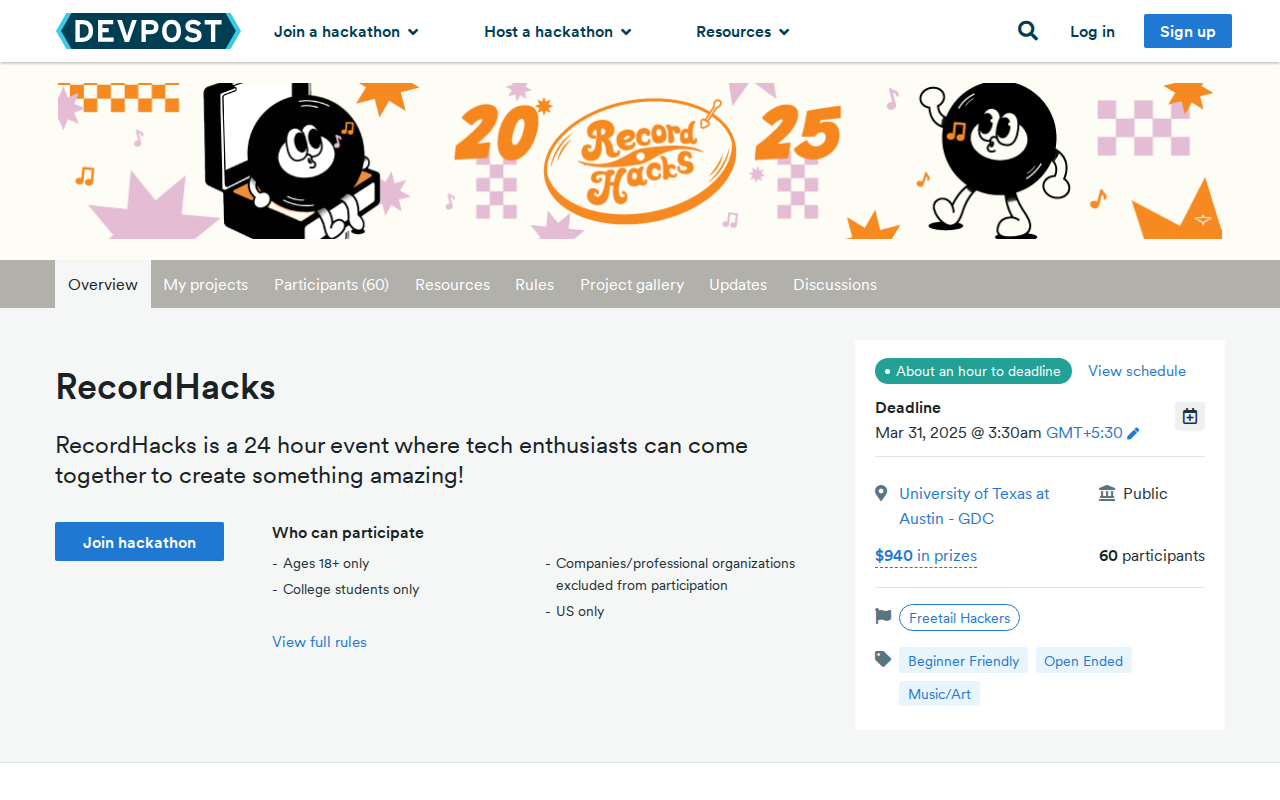 DEVPOST
Join a hackathon
Host a hackathon
Resources
Log in
Sign up
20
Record
Hacks
25
Overview
My projects
Participants (60)
Resources
Rules
Project gallery
Updates
Discussions
RecordHacks
RecordHacks is a 24 hour event where tech enthusiasts can come
together to create something amazing!
Join hackathon
Who can participate
- Ages 18+ only
- College students only
- Companies/professional organizations
excluded from participation
- US only
View full rules
About an hour to deadline
View schedule
Deadline
Mar 31, 2025 @ 3:30am GMT+5:30
University of Texas at
Austin - GDC
Public
$940 in prizes
60 participants
Freetail Hackers
Beginner Friendly
Open Ended
Music/Art